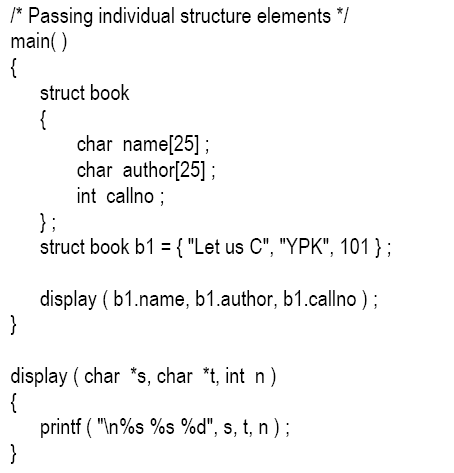 /* Passing individual structure elements */
main( )
{
struct book
{
char name[25] ;
char author[25] ;
int callno ;
} ;
struct book b1 = { "Let us C", "YPK", 101 } ;
display ( b1.name, b1.author, b1.callno ) ;
}
display ( char *s, char *t, int n )
{
printf ( "\n%s %s %d", s, t, n ) ;
}